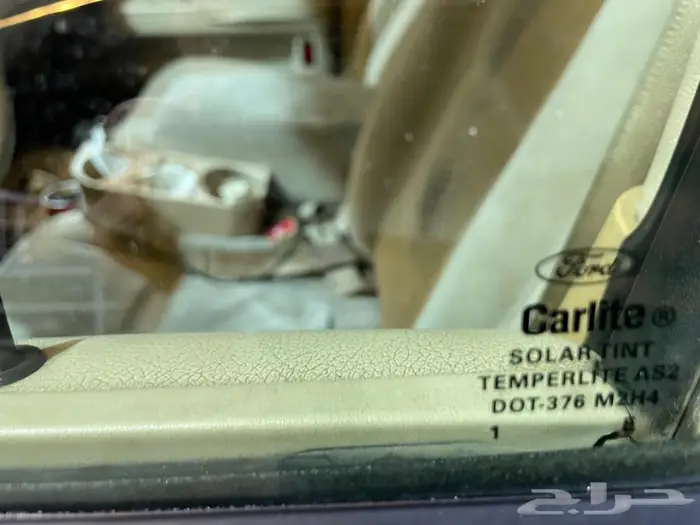 Ford
Carlite®
SOLAR TINT
TEMPERLITE AS2
DOT-376 M2H4
1
حراج